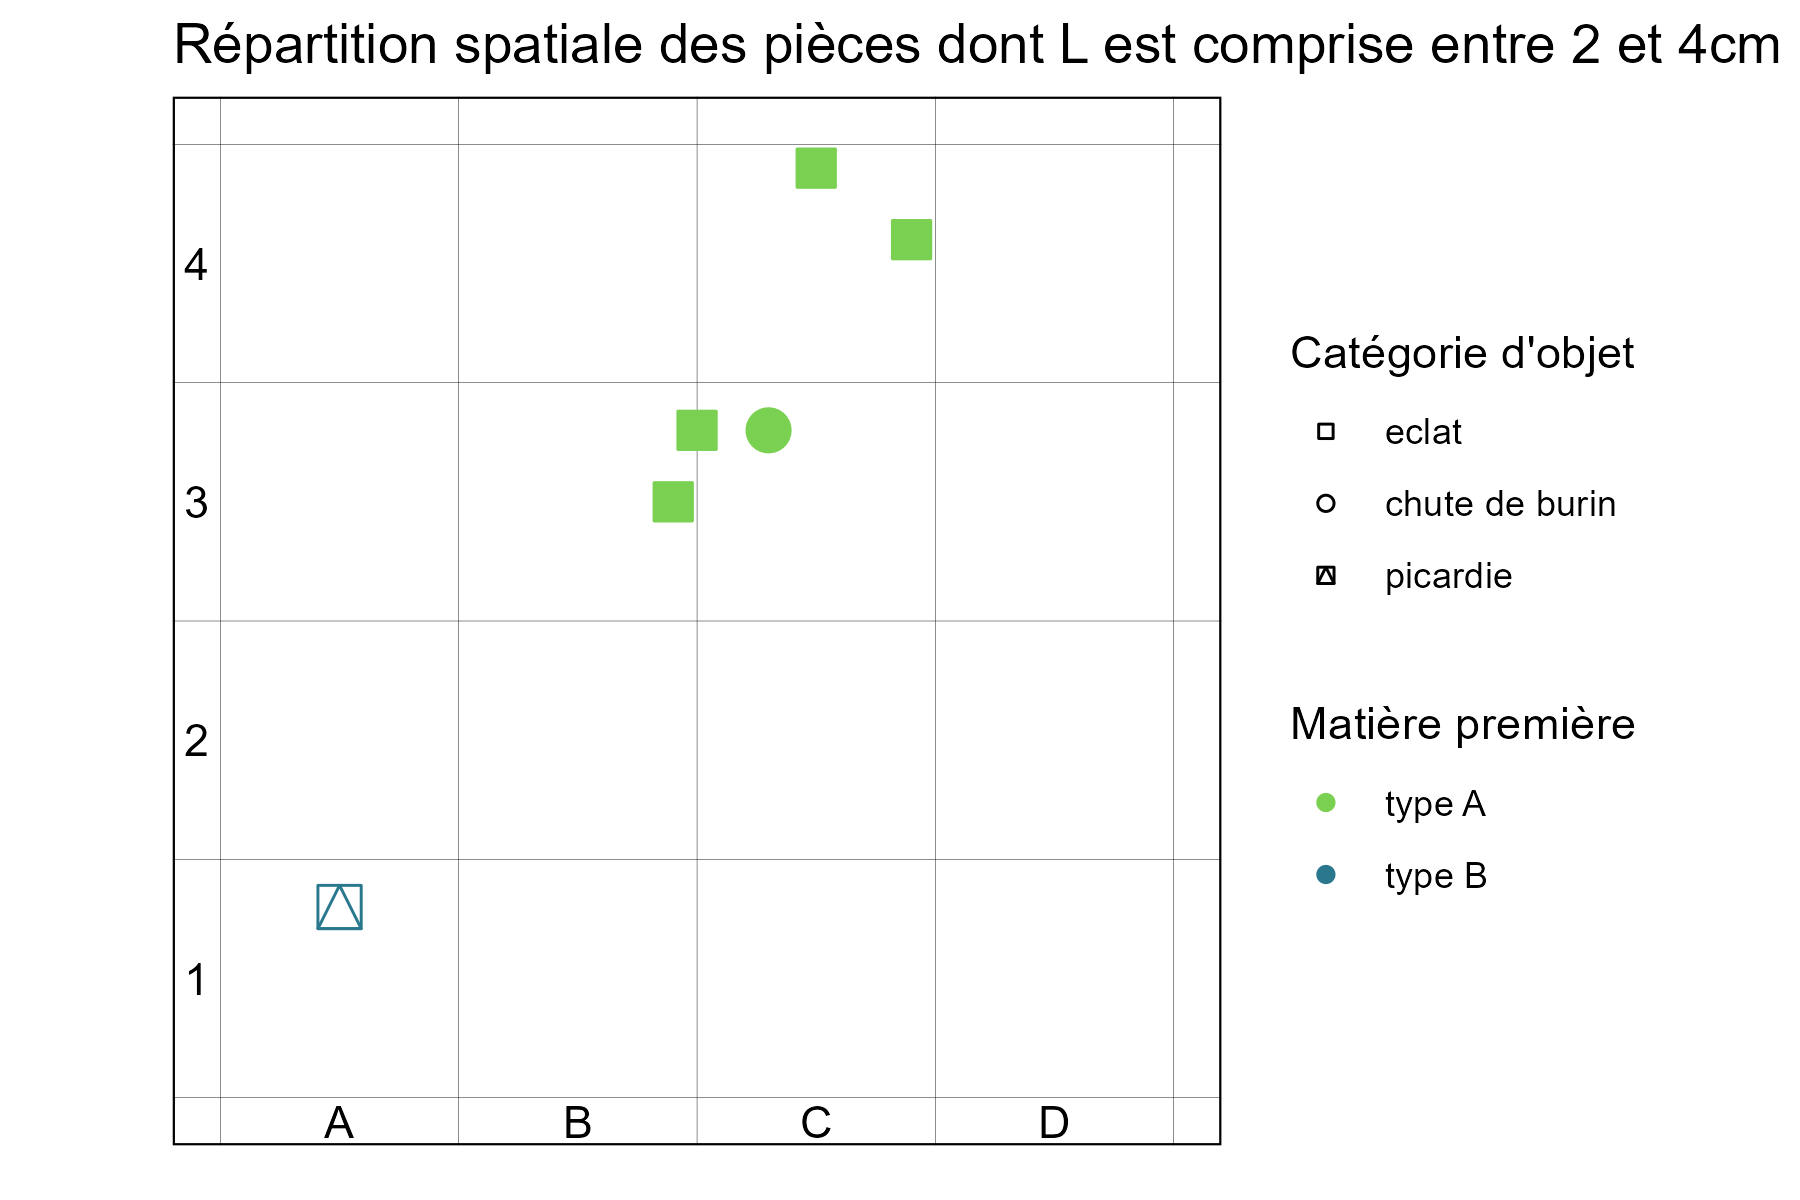 Répartition spatiale des pièces dont L est comprise entre 2 et 4cm
4
3
2
1
A B C D
Catégorie d'objet
eclat
chute de burin
picardie
Matière première
type A
type B